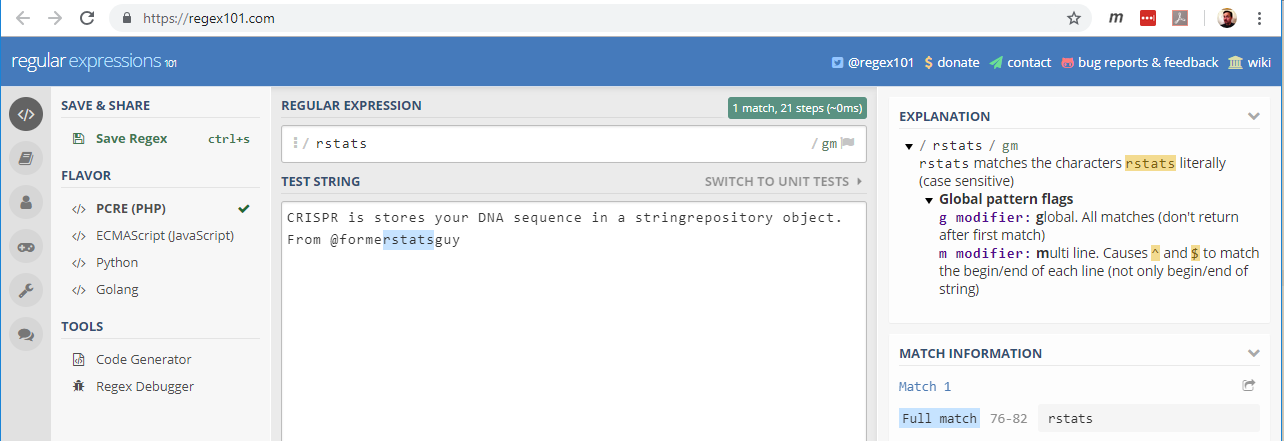 https://regex101.com
m
regular expressions 101
@regex101
$ donate
contact
bug reports & feedback
wiki
SAVE & SHARE
Save Regex ctrl+s
FLAVOR
</> PCRE (PHP)
</> ECMAScript (JavaScript)
</> Python
</> Golang
TOOLS
Code Generator
Regex Debugger
REGULAR EXPRESSION
1 match, 21 steps (~0ms)
/ rstats / gm
TEST STRING
SWITCH TO UNIT TESTS
CRISPR is stores your DNA sequence in a stringrepository object.
From @formerstatsguy
EXPLANATION
/ rstats / gm
rstats matches the characters rstats literally
(case sensitive)
Global pattern flags
g modifier: global. All matches (don't return
after first match)
m modifier: multi line. Causes ^ and $ to match
the begin/end of each line (not only begin/end of
string)
MATCH INFORMATION
Match 1
Full match 76-82 rstats